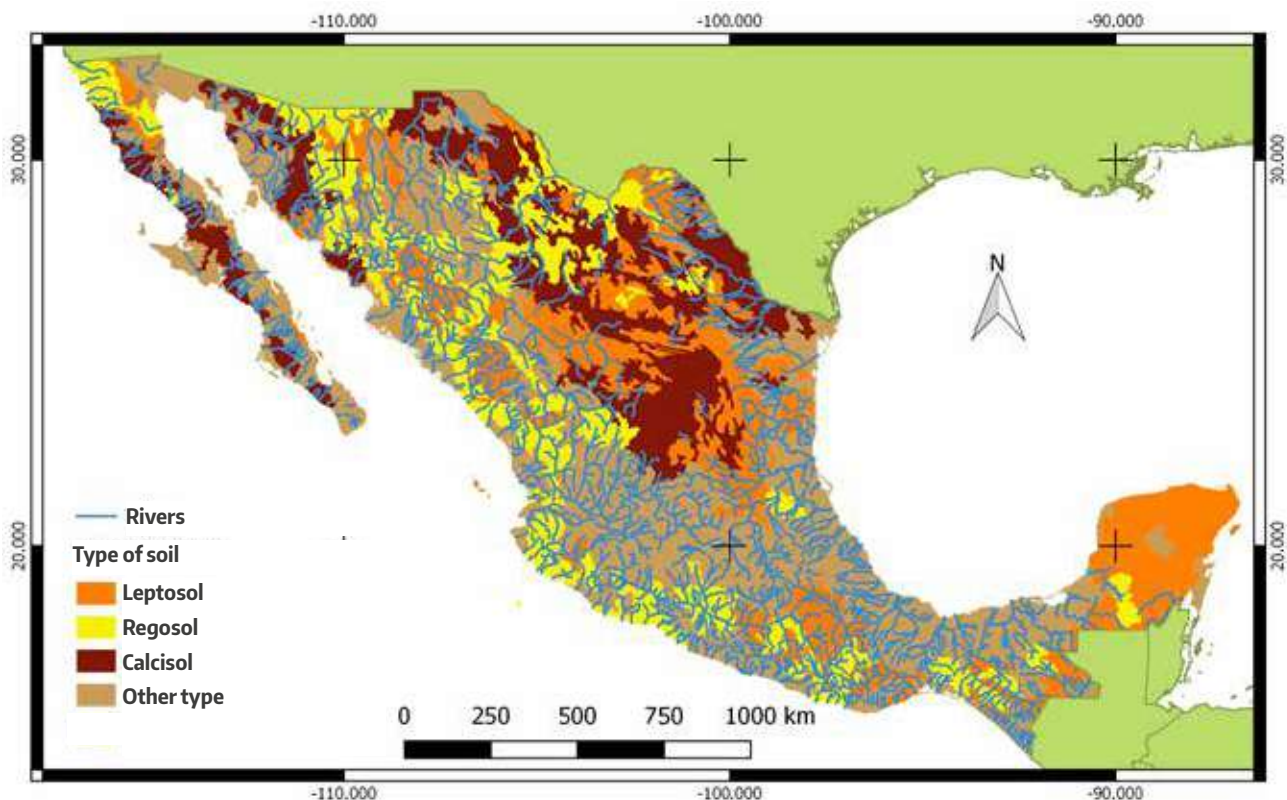 -110.000 -100.000 -90.000
30.000 30.000
N
20.000 20.000
Rivers
Type of soil
Leptosol
Regosol
Calcisol
Other type
0 250 500 750 1000 km
-110.000 -100.000 -90.000